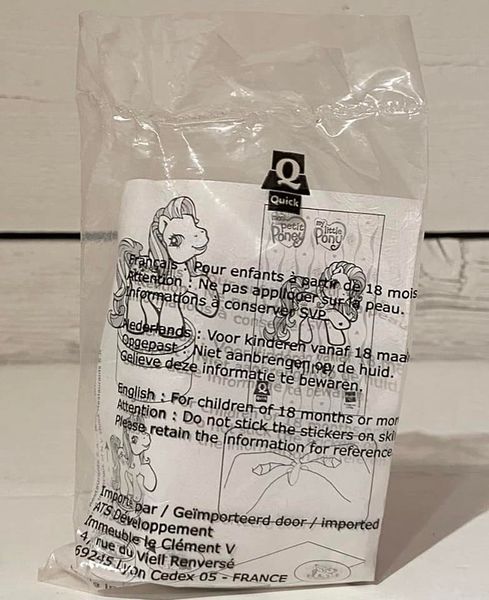 Q
Quick
mon petit Poney
my little Pony
Français : Pour enfants à partir de 18 mois
Attention : Ne pas appliquer sur la peau.
Informations à conserver SVP
Nederlands : Voor kinderen vanaf 18 maa
Opgepast : Niet aanbrengen op de huid.
Gelieve deze informatie te bewaren.
English : For children of 18 months or mor
Attention : Do not stick the stickers on ski
Please retain the information for reference
Import par / Geïmporteerd door / imported
ATS Développement
Immeuble le Clément V
4, rue du Vieil Renversé
69245 Lyon Cedex 05 - FRANCE